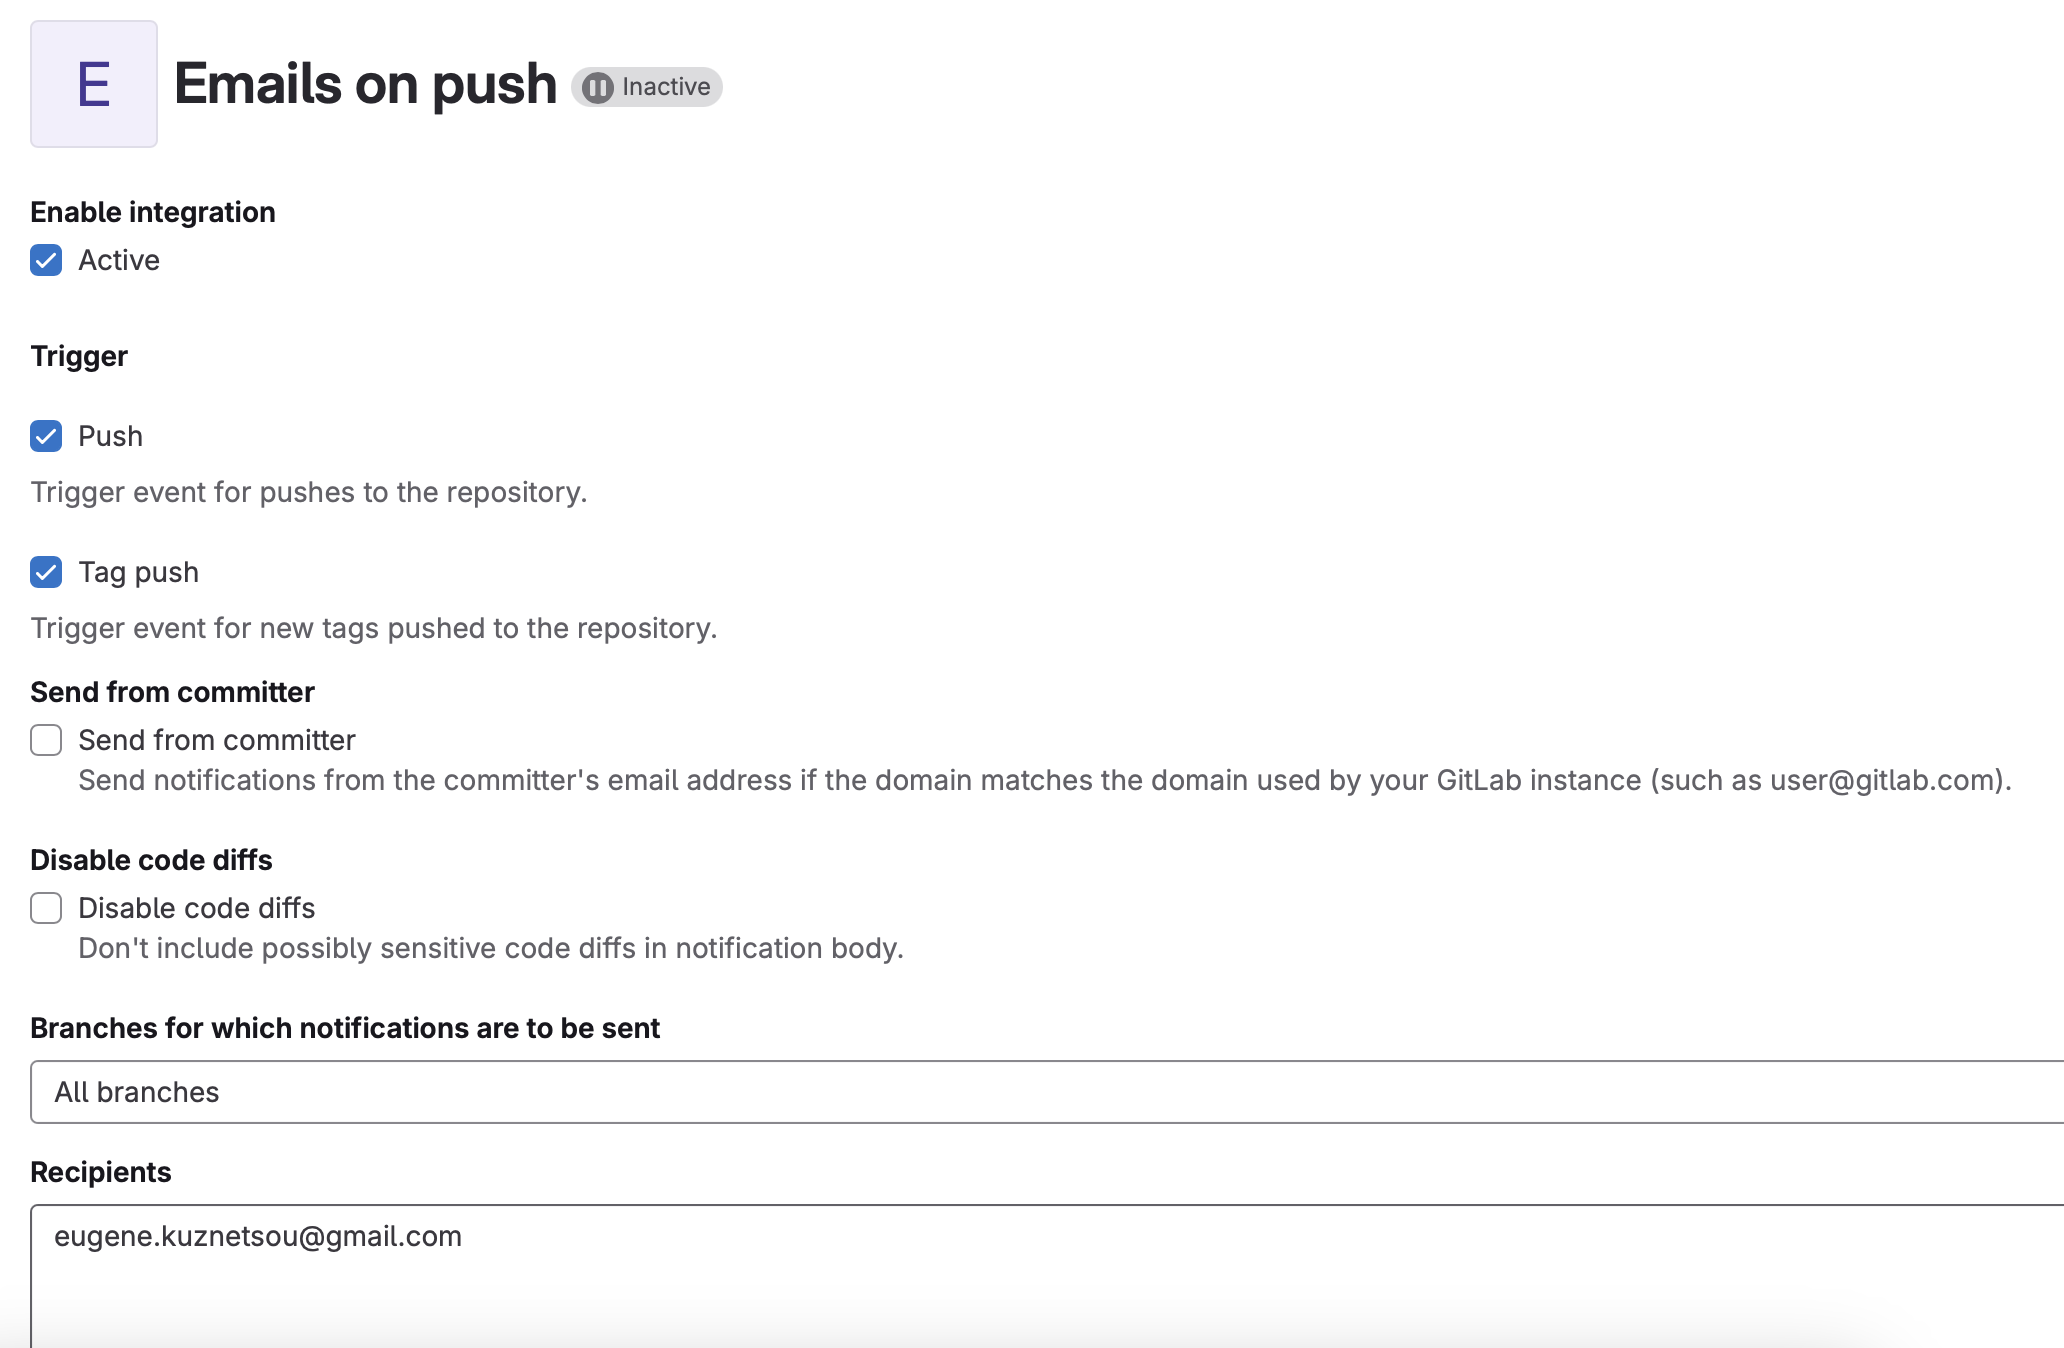 E
Emails on push Inactive
Enable integration
Active
Trigger
Push
Trigger event for pushes to the repository.
Tag push
Trigger event for new tags pushed to the repository.
Send from committer
Send from committer
Send notifications from the committer's email address if the domain matches the domain used by your GitLab instance (such as user@gitlab.com).
Disable code diffs
Disable code diffs
Don't include possibly sensitive code diffs in notification body.
Branches for which notifications are to be sent
All branches
Recipients
eugene.kuznetsou@gmail.com